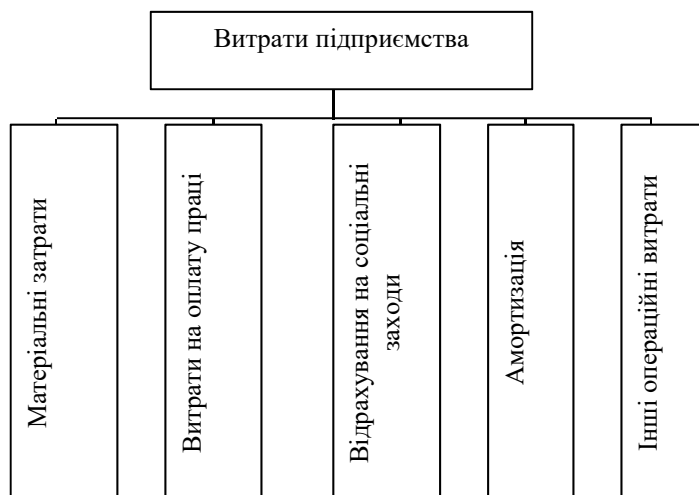 Витрати підприємства
Матеріальні затрати
Витрати на оплату праці
Відрахування на соціальні
заходи
Амортизація
Інші операційні витрати